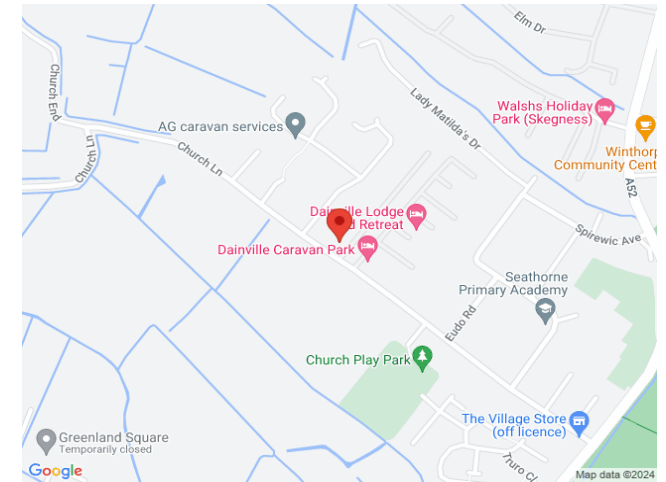 Elm Dr
Church End
Walshs Holiday
Park (Skegness)
Lady Matilda's Dr
AG caravan services
Church Ln
Church Ln
Community Cent
A52
Dainville Lodge
Retreat
Dainville Caravan Park
Spirewic Ave
Seathorne
Primary Academy
Eudo Rd
Church Play Park
The Village Store
(off licence)
Greenland Square
Temporarily closed
Truro Cl
Google
Map data ©2024